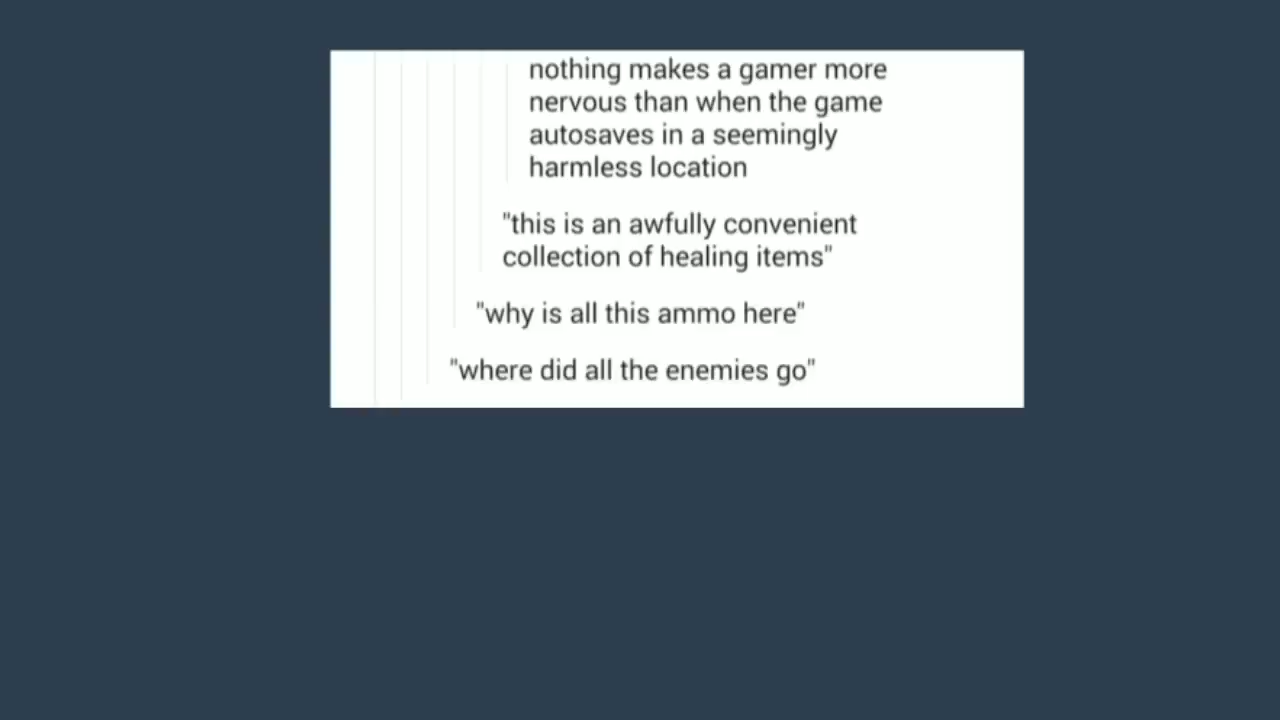 nothing makes a gamer more
nervous than when the game
autosaves in a seemingly
harmless location
"this is an awfully convenient
collection of healing items"
"why is all this ammo here"
"where did all the enemies go"